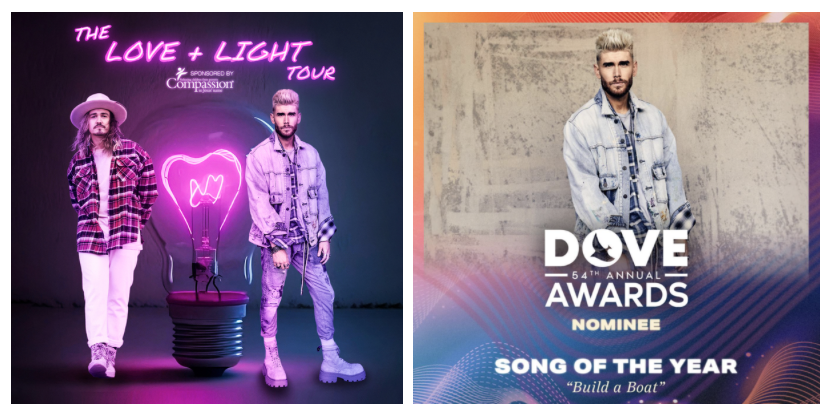 THE
LOVE + LIGHT
TOUR
SPONSORED BY
Compassion
DOVE
54TH ANNUAL
AWARDS
NOMINEE
SONG OF THE YEAR
“Build a Boat”